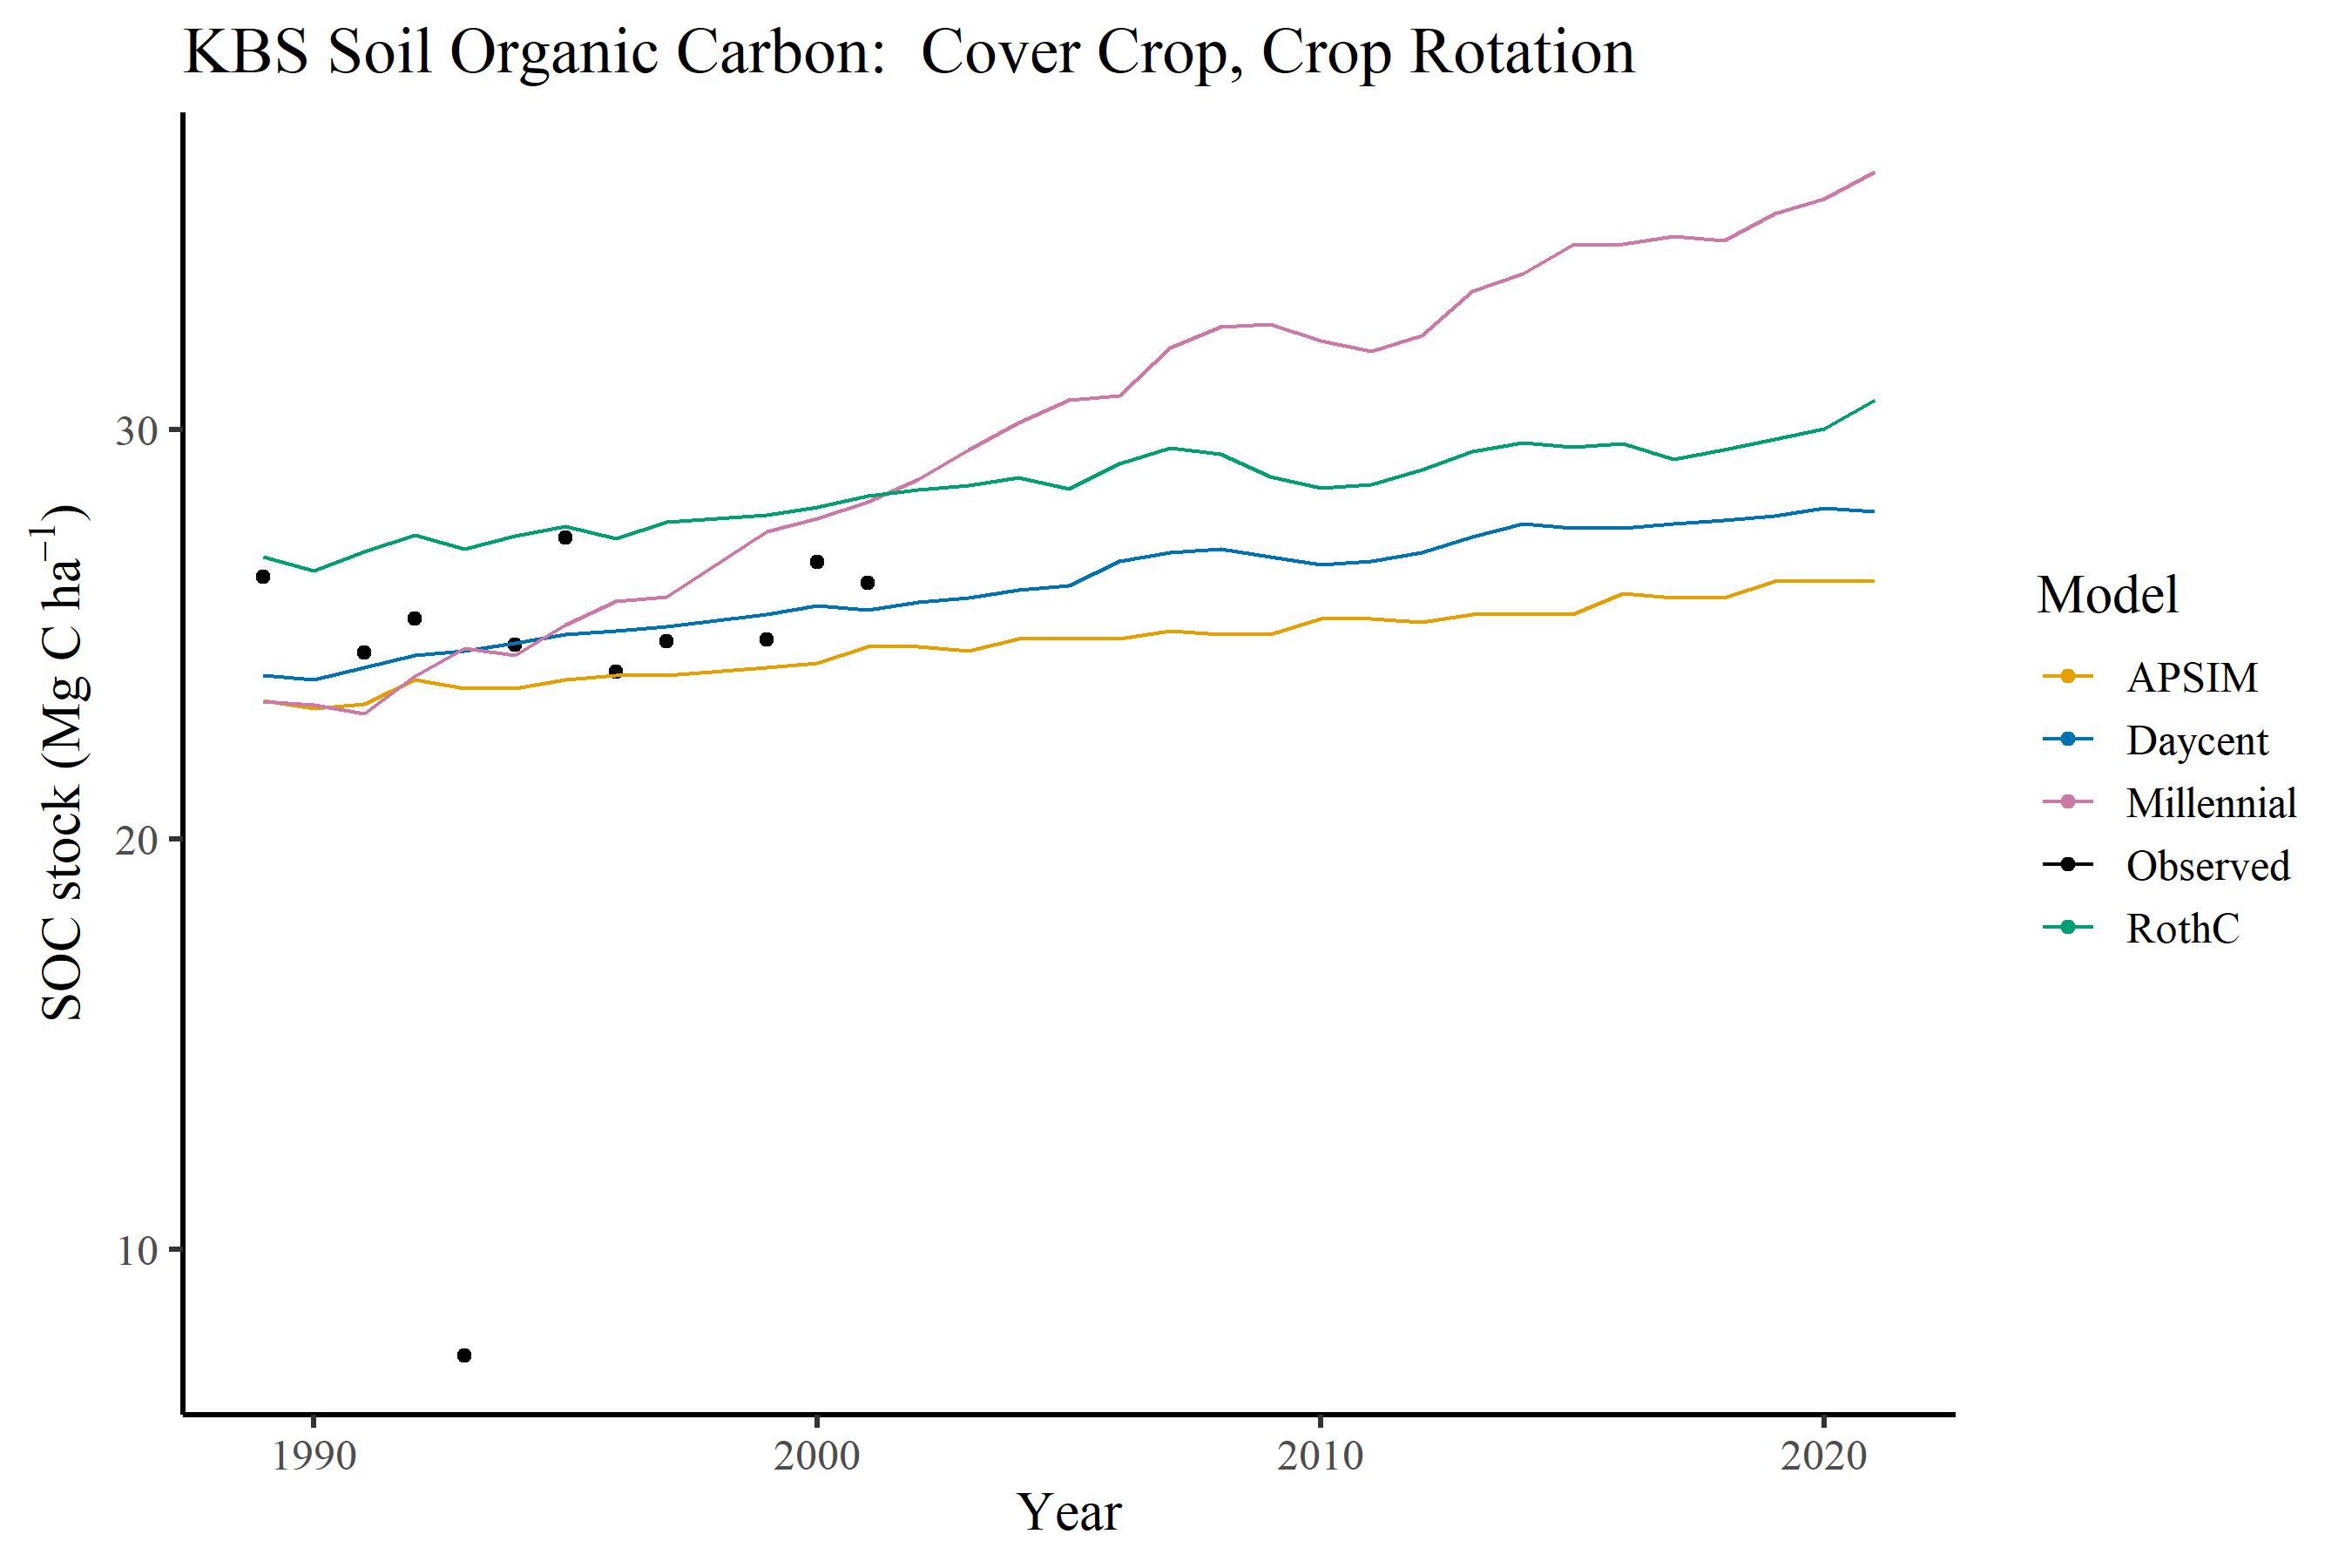 KBS Soil Organic Carbon:  Cover Crop, Crop Rotation
SOC stock (Mg C ha⁻¹)
30
20
10
1990 2000 2010 2020
Year
Model
APSIM
Daycent
Millennial
Observed
RothC